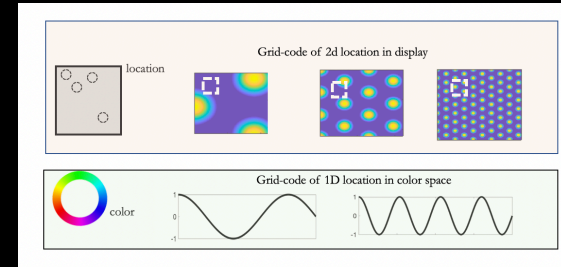 Grid-code of 2d location in display
location
Grid-code of 1D location in color space
color
1
0
-1
1
0
-1